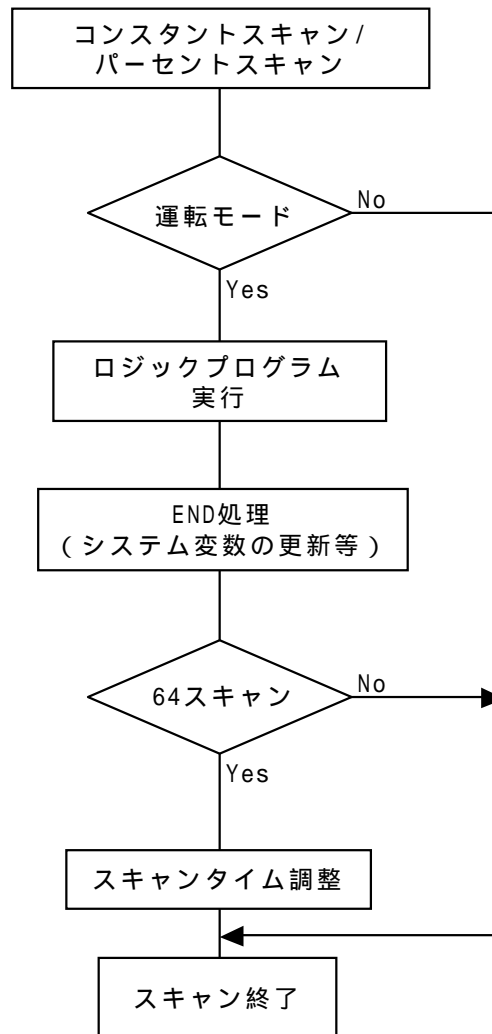 コンスタントスキャン/
パーセントスキャン
運転モード
No
Yes
ロジックプログラム
実行
END処理
(システム変数の更新等)
64スキャン
No
Yes
スキャンタイム調整
スキャン終了